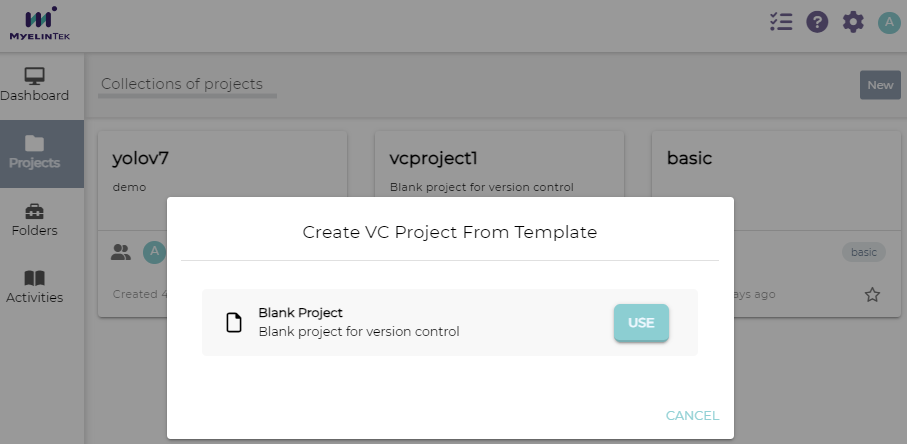 MYELINTEK
A
Dashboard
Collections of projects
New
Projects
yolov7
demo
vcproject1
Blank project for version control
basic
Folders
A
basic
Activities
Created 4
ays ago
Create VC Project From Template
Blank Project
Blank project for version control
USE
CANCEL